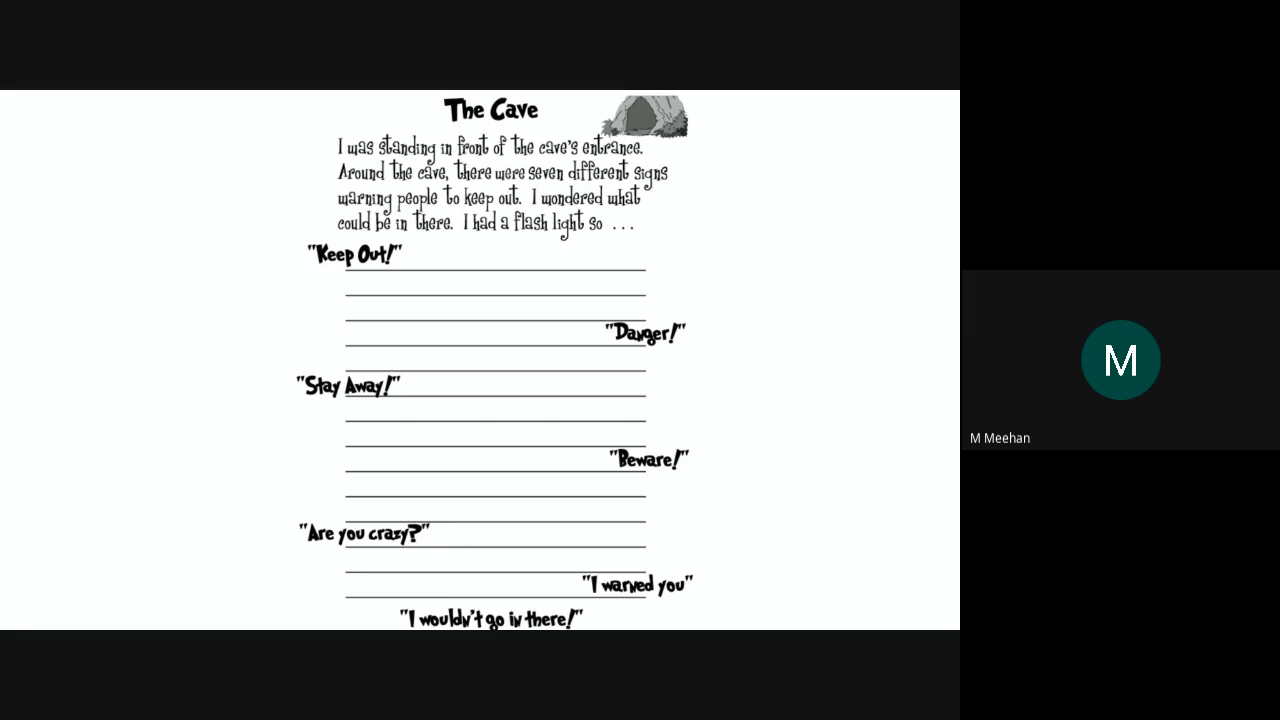 The Cave
I was standing in front of the cave's entrance.
Around the cave, there were seven different signs
warning people to keep out.  I wondered what
could be in there.  I had a flash light so  . . .
"Keep Out!"
"Danger!"
"Stay Away!"
"Beware!"
"Are you crazy?"
"I warned you"
"I wouldn't go in there!"
M
M Meehan